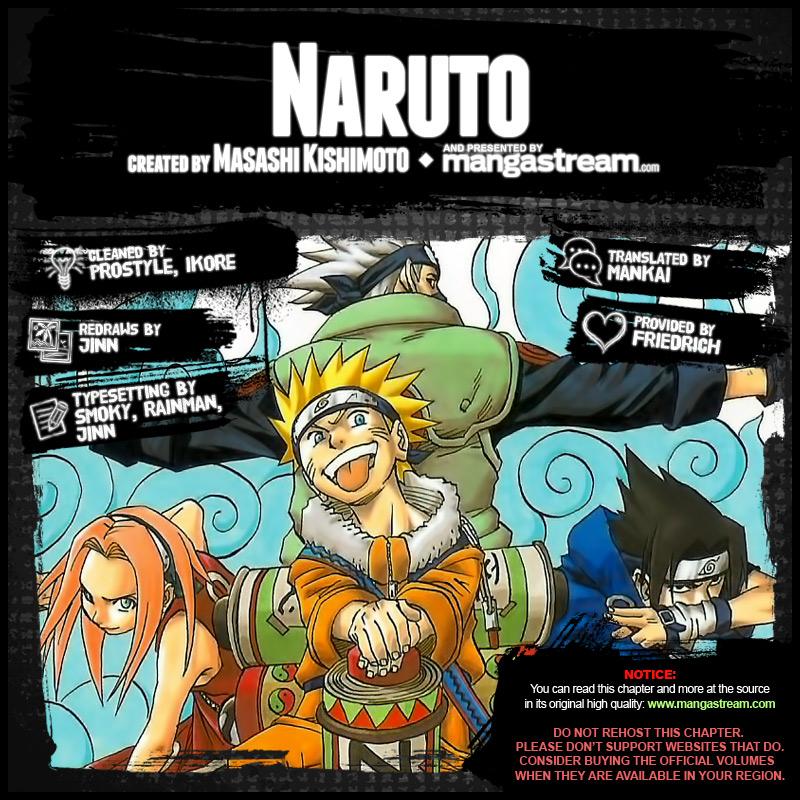 NARUTO
CREATED BY MASASHI KISHIMOTO ◆ AND PRESENTED BY mangastream.com
CLEANED BY
PROSTYLE, IKORE
REDRAWS BY
JINN
TYPESETTING BY
SMOKY, RAINMAN,
JINN
TRANSLATED BY
MANKAI
PROVIDED BY
FRIEDRICH
NOTICE:
You can read this chapter and more at the source
in its original high quality: www.mangastream.com
DO NOT REHOST THIS CHAPTER.
PLEASE DON'T SUPPORT WEBSITES THAT DO.
CONSIDER BUYING THE OFFICIAL VOLUMES
WHEN THEY ARE AVAILABLE IN YOUR REGION.